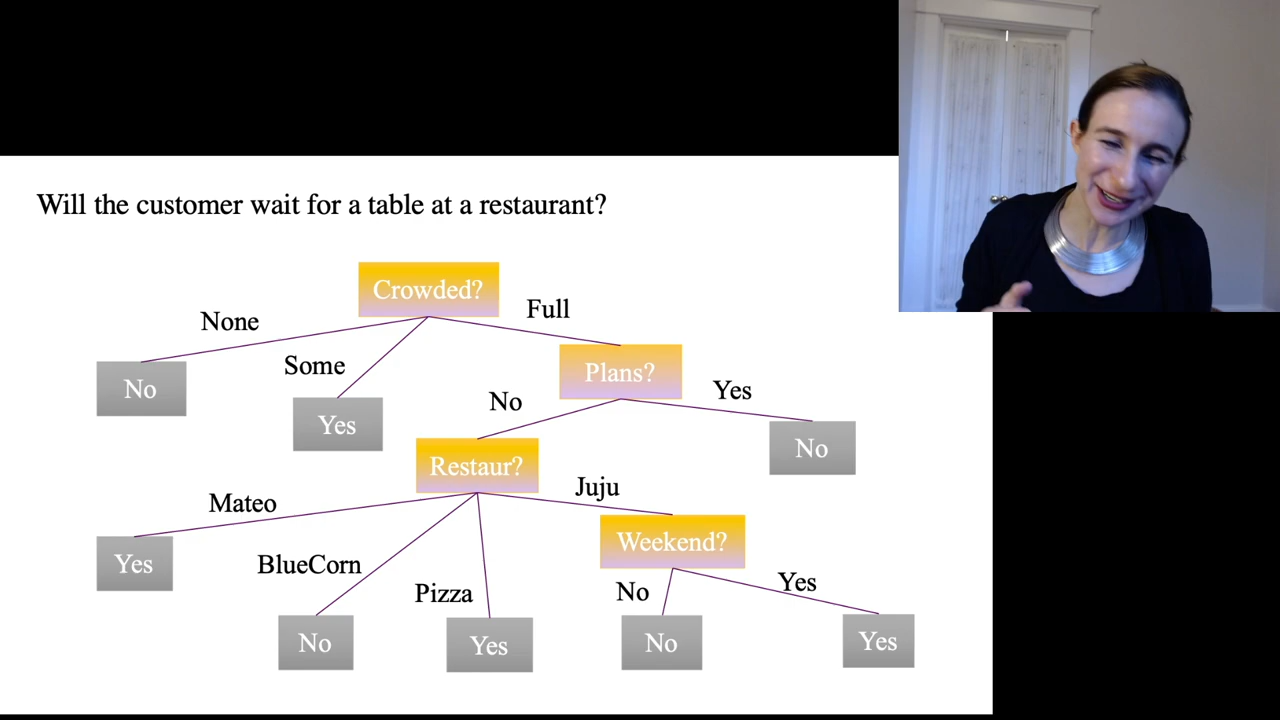 Will the customer wait for a table at a restaurant?
Crowded?
None
Full
Some
Plans?
No
Yes
No
Yes
No
Restaur?
Mateo
Juju
Yes
BlueCorn
Pizza
Weekend?
No
Yes
No
Yes
No
Yes